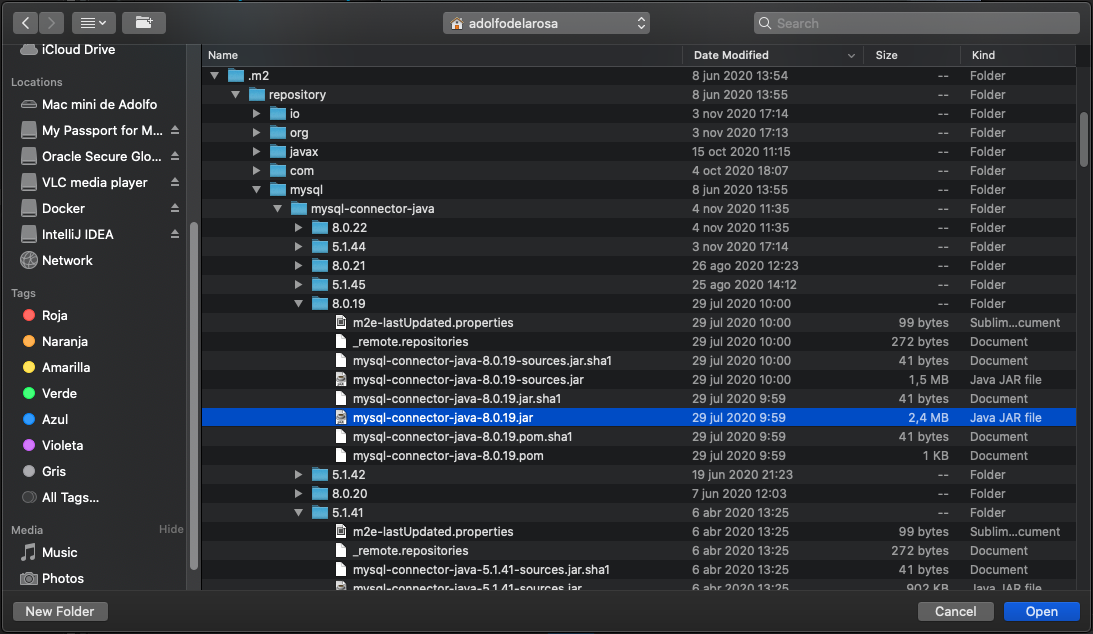 adolfodelarosa
Search
iCloud Drive
Locations
Mac mini de Adolfo
My Passport for M...
Oracle Secure Glo...
VLC media player
Docker
IntelliJ IDEA
Network
Tags
Roja
Naranja
Amarilla
Verde
Azul
Violeta
Gris
All Tags...
Media Hide
Music
Photos
Name Date Modified Size Kind
.m2 8 jun 2020 13:54 -- Folder
repository 8 jun 2020 13:55 -- Folder
io 3 nov 2020 17:14 -- Folder
org 3 nov 2020 17:13 -- Folder
javax 15 oct 2020 11:15 -- Folder
com 4 oct 2020 18:07 -- Folder
mysql 8 jun 2020 13:55 -- Folder
mysql-connector-java 4 nov 2020 11:35 -- Folder
8.0.22 4 nov 2020 11:35 -- Folder
5.1.44 3 nov 2020 17:14 -- Folder
8.0.21 26 ago 2020 12:23 -- Folder
5.1.45 25 ago 2020 14:12 -- Folder
8.0.19 29 jul 2020 10:00 -- Folder
m2e-lastUpdated.properties 29 jul 2020 10:00 99 bytes Sublim...cument
_remote.repositories 29 jul 2020 10:00 272 bytes Document
mysql-connector-java-8.0.19-sources.jar.sha1 29 jul 2020 10:00 41 bytes Document
mysql-connector-java-8.0.19-sources.jar 29 jul 2020 10:00 1,5 MB Java JAR file
mysql-connector-java-8.0.19.jar.sha1 29 jul 2020 9:59 41 bytes Document
mysql-connector-java-8.0.19.jar 29 jul 2020 9:59 2,4 MB Java JAR file
mysql-connector-java-8.0.19.pom.sha1 29 jul 2020 9:59 41 bytes Document
mysql-connector-java-8.0.19.pom 29 jul 2020 9:59 1 KB Document
5.1.42 19 jun 2020 21:23 -- Folder
8.0.20 7 jun 2020 12:03 -- Folder
5.1.41 6 abr 2020 13:25 -- Folder
m2e-lastUpdated.properties 6 abr 2020 13:25 99 bytes Sublim...cument
_remote.repositories 6 abr 2020 13:25 272 bytes Document
mysql-connector-java-5.1.41-sources.jar.sha1 6 abr 2020 13:25 41 bytes Document
mysql-connector-java-5.1.41-sources.jar 6 abr 2020 13:25 902 KB Java JAR file
New Folder Cancel Open